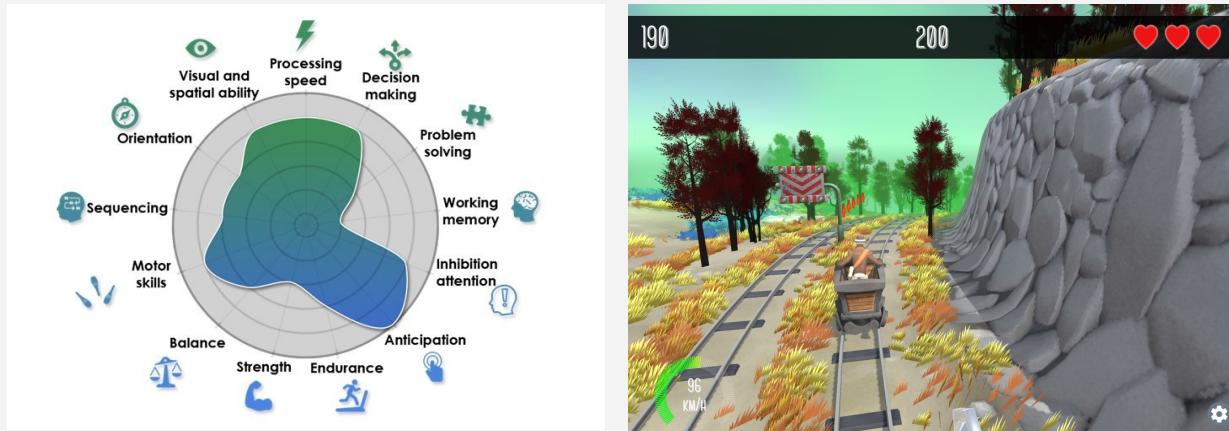 Processing
speed
Visual and
spatial ability
Decision
making
Orientation
Problem
solving
Sequencing
Working
memory
Motor
skills
Inhibition
attention
Balance
Anticipation
Strength
Endurance
190
200
96
KM/H